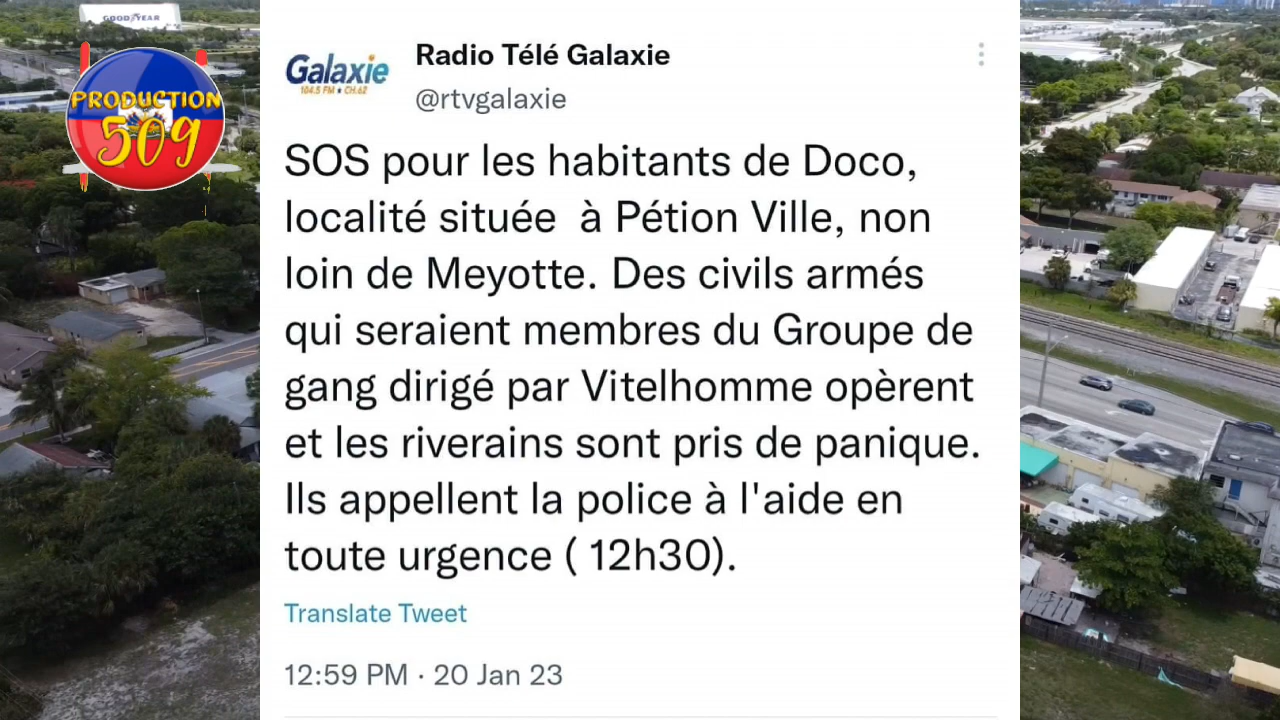 GOODYEAR
PRODUCTION
509
Galaxie
104.5 FM • CH.62
Radio Télé Galaxie
@rtvgalaxie
SOS pour les habitants de Doco,
localité située à Pétion Ville, non
loin de Meyotte. Des civils armés
qui seraient membres du Groupe de
gang dirigé par Vitelhomme opèrent
et les riverains sont pris de panique.
Ils appellent la police à l'aide en
toute urgence ( 12h30).
Translate Tweet
12:59 PM · 20 Jan 23